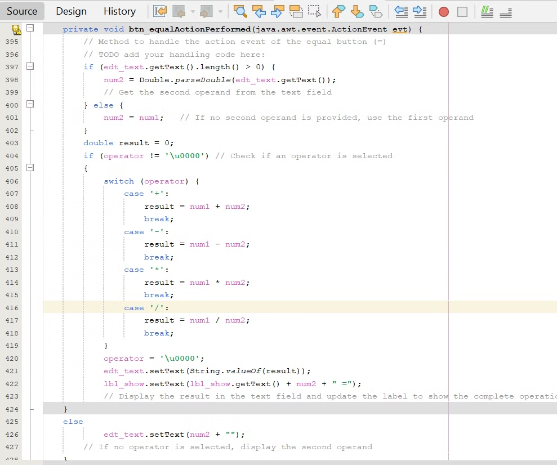 Source Design History
private void btn_equalActionPerformed(java.awt.event.ActionEvent evt) {
395 // Method to handle the action event of the equal button (=)
396 // TODO add your handling code here:
397 if (edt_text.getText().length() > 0) {
398 num2 = Double.parseDouble(edt_text.getText());
399 // Get the second operand from the text field
400 } else {
401 num2 = num1; // If no second operand is provided, use the first operand
402 }
403 double result = 0;
404 if (operator != '\u0000') // Check if an operator is selected
405 {
406 switch (operator) {
407 case '+':
408 result = num1 + num2;
409 break;
410 case '-':
411 result = num1 - num2;
412 break;
413 case '*':
414 result = num1 * num2;
415 break;
416 case '/':
417 result = num1 / num2;
418 break;
419 }
420 operator = '\u0000';
421 edt_text.setText(String.valueOf(result));
422 lbl_show.setText(lbl_show.getText() + num2 + " =");
423 // Display the result in the text field and update the label to show the complete operati
424 }
425 else
426 edt_text.setText(num2 + "");
427 // If no operator is selected, display the second operand